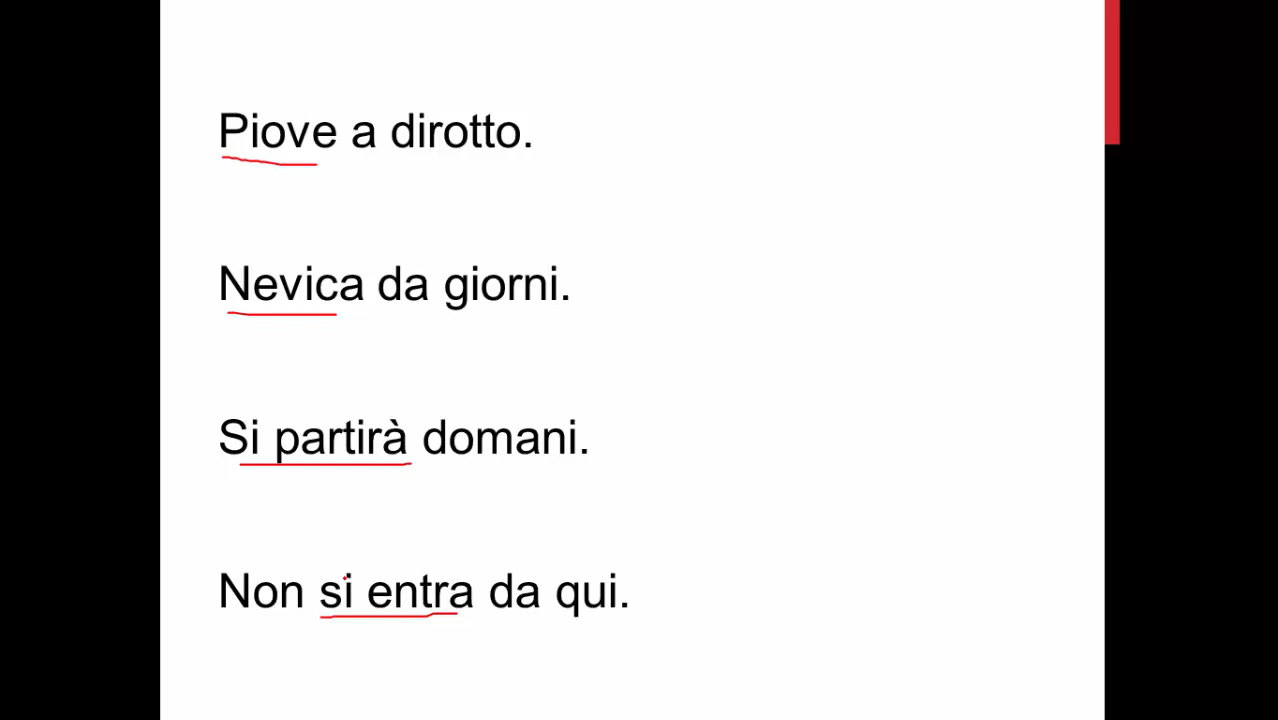 Piove a dirotto.
Nevica da giorni.
Si partirà domani.
Non si entra da qui.